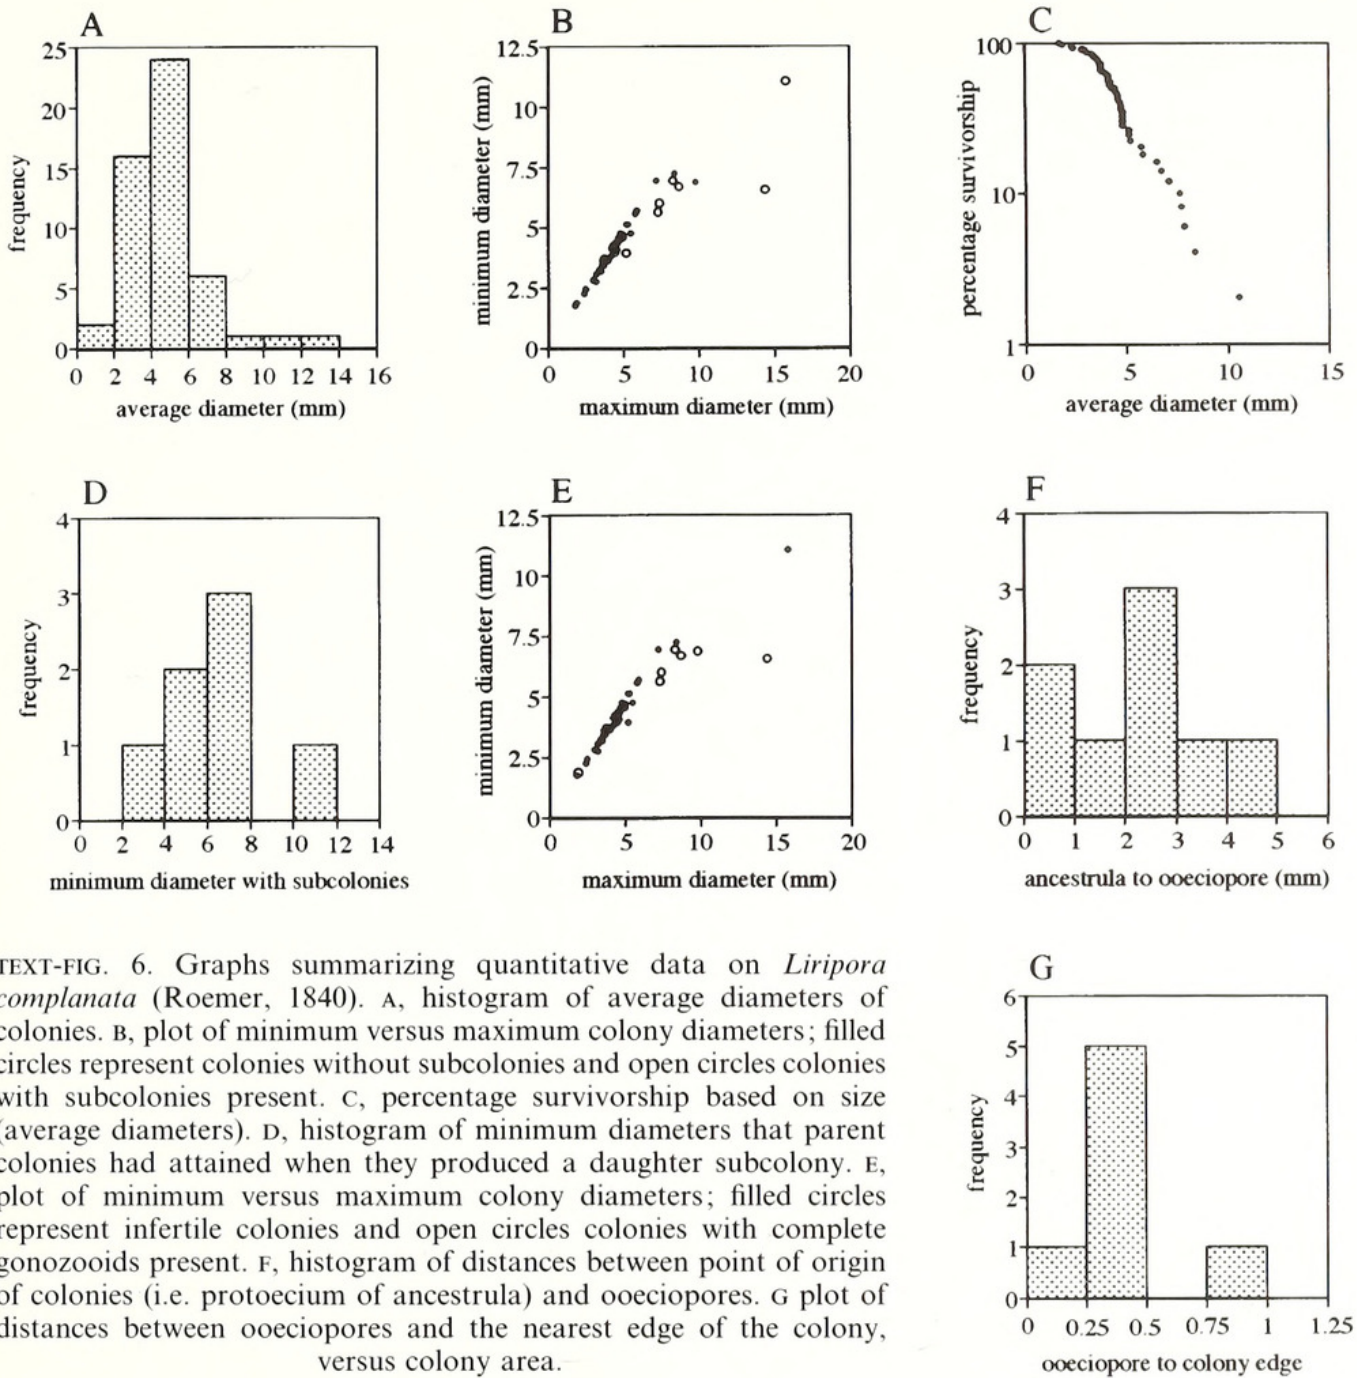 A
25
20
15
10
5
0
frequency
0 2 4 6 8 10 12 14 16
average diameter (mm)
B
12.5
10
7.5
5
2.5
0
minimum diameter (mm)
0 5 10 15 20
maximum diameter (mm)
C
100
10
1
percentage survivorship
0 5 10 15
average diameter (mm)
D
4
3
2
1
0
frequency
0 2 4 6 8 10 12 14
minimum diameter with subcolonies
E
12.5
10
7.5
5
2.5
0
minimum diameter (mm)
0 5 10 15 20
maximum diameter (mm)
F
4
3
2
1
0
frequency
0 1 2 3 4 5 6
ancestrula to ooeciopore (mm)
TEXT-FIG. 6. Graphs summarizing quantitative data on Liripora
complanata (Roemer, 1840). A, histogram of average diameters of
colonies. B, plot of minimum versus maximum colony diameters; filled
circles represent colonies without subcolonies and open circles colonies
with subcolonies present. C, percentage survivorship based on size
(average diameters). D, histogram of minimum diameters that parent
colonies had attained when they produced a daughter subcolony. E,
plot of minimum versus maximum colony diameters; filled circles
represent infertile colonies and open circles colonies with complete
gonozooids present. F, histogram of distances between point of origin
of colonies (i.e. protoecium of ancestrula) and ooeciopores. G plot of
distances between ooeciopores and the nearest edge of the colony,
versus colony area.
G
6
5
4
3
2
1
0
frequency
0 0.25 0.5 0.75 1 1.25
ooeciopore to colony edge